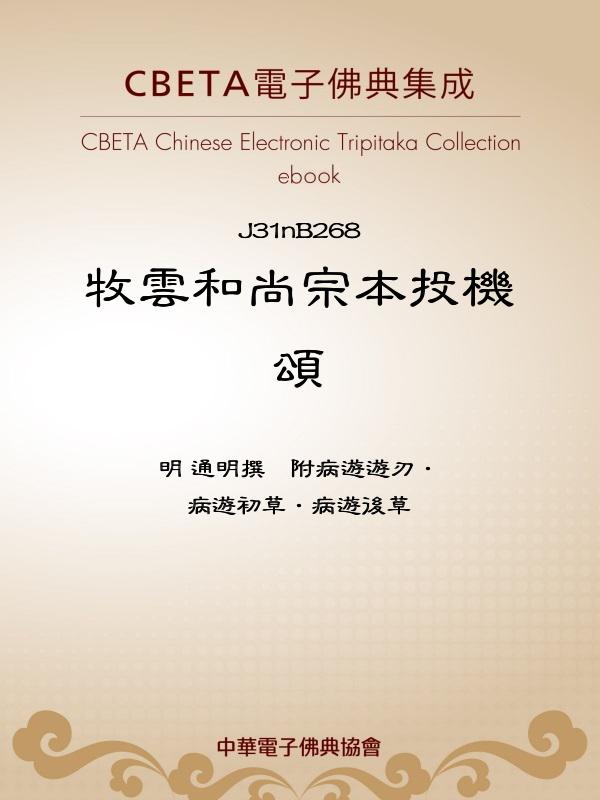 CBETA電子佛典集成
CBETA Chinese Electronic Tripitaka Collection
ebook
J31nB268
牧雲和尚宗本投機
頌
明 通明撰　附病遊遊刃．
病遊初草．病遊後草
中華電子佛典協會